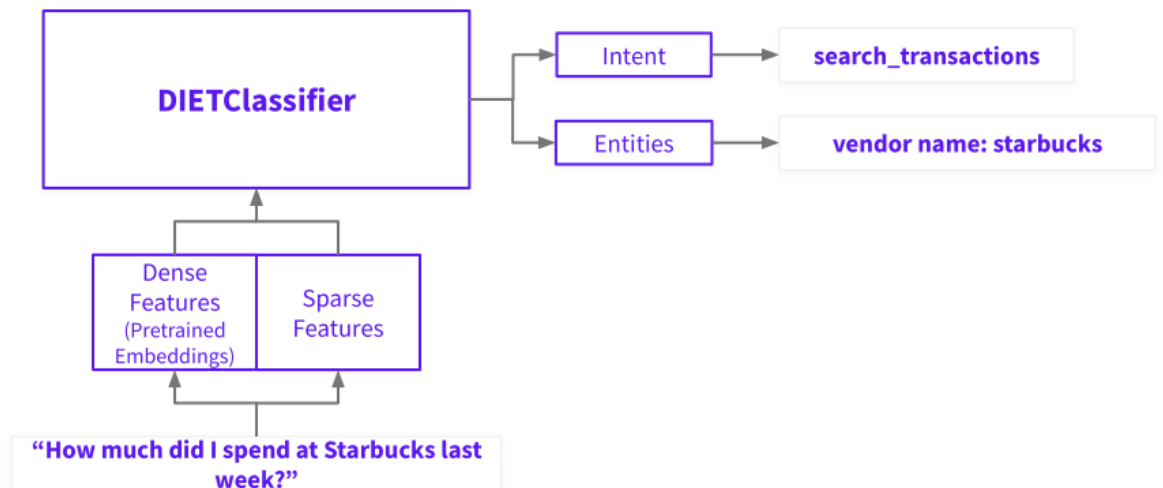 DIETClassifier
Intent
search_transactions
Entities
vendor name: starbucks
Dense
Features
(Pretrained
Embeddings)
Sparse
Features
“How much did I spend at Starbucks last
week?”